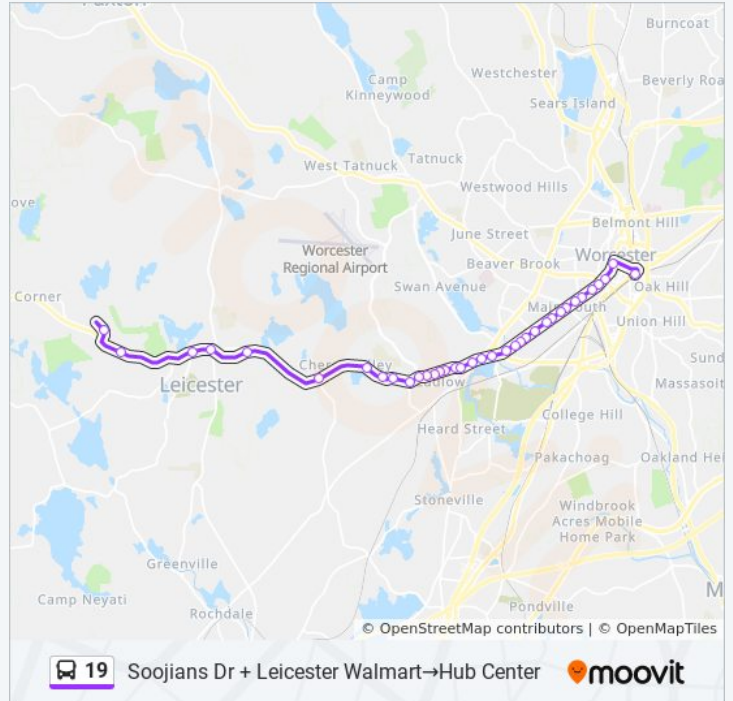 Burncoat
Camp
Kinneywood
Westchester
Beverly Roa
Sears Island
West Tatnuck
Tatnuck
Westwood Hills
ove
Belmont Hill
June Street
Worcester
Worcester
Regional Airport
Beaver Brook
Swan Avenue
Oak Hill
Corner
Union Hill
Leicester
Sund
Massasoit
College Hill
Heard Street
Pakachoag
Oakland Hei
Stoneville
Windbrook
Acres Mobile
Home Park
Greenville
Camp Neyati
Rochdale
Pondville
M
© OpenStreetMap contributors | © OpenMapTiles
19 Soojians Dr + Leicester Walmart→Hub Center moovit